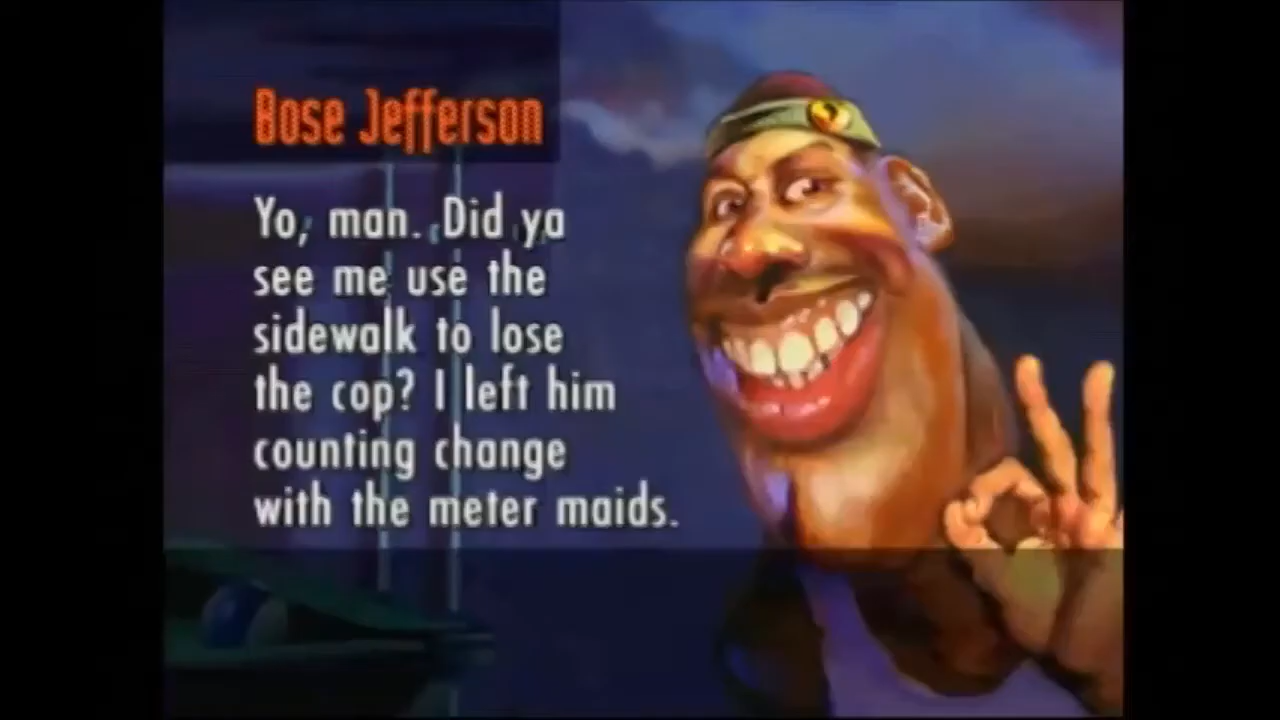 Bose Jefferson
Yo, man. Did ya
see me use the
sidewalk to lose
the cop? I left him
counting change
with the meter maids.